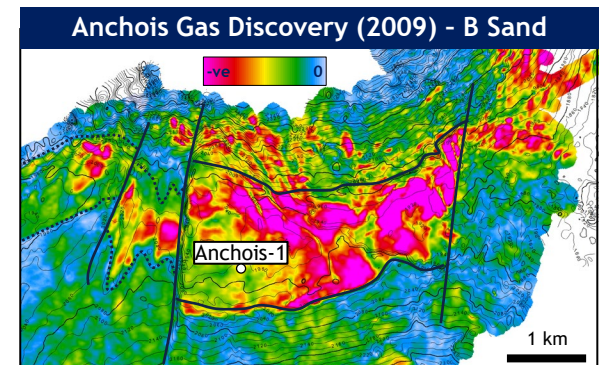 Anchois Gas Discovery (2009) – B Sand
-ve 0
Anchois-1
1 km